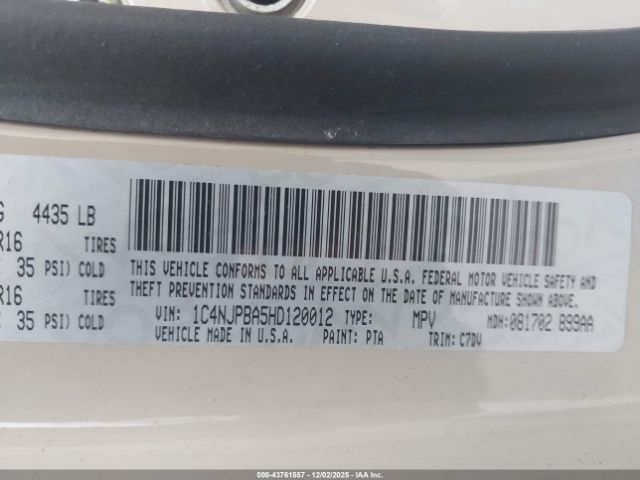 G 4435 LB
R16 TIRES
35 PSI) COLD
R16 TIRES
35 PSI) COLD
THIS VEHICLE CONFORMS TO ALL APPLICABLE U.S.A. FEDERAL MOTOR VEHICLE SAFETY AND
THEFT PREVENTION STANDARDS IN EFFECT ON THE DATE OF MANUFACTURE SHOWN ABOVE.
VIN: 1C4NJPBA5HD120012 TYPE: MPV MDH: 081702 899AA
VEHICLE MADE IN U.S.A. PAINT: PTA TRIM: C7DV
000-43761557 - 12/02/2025 - IAA Inc.